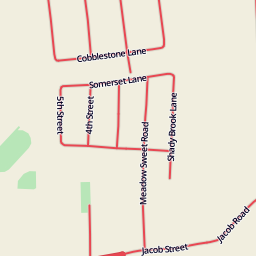 Cobblestone Lane
Somerset Lane
5th Street
4th Street
Shady Brook Lane
Meadow Sweet Road
Jacob Road
Jacob Street